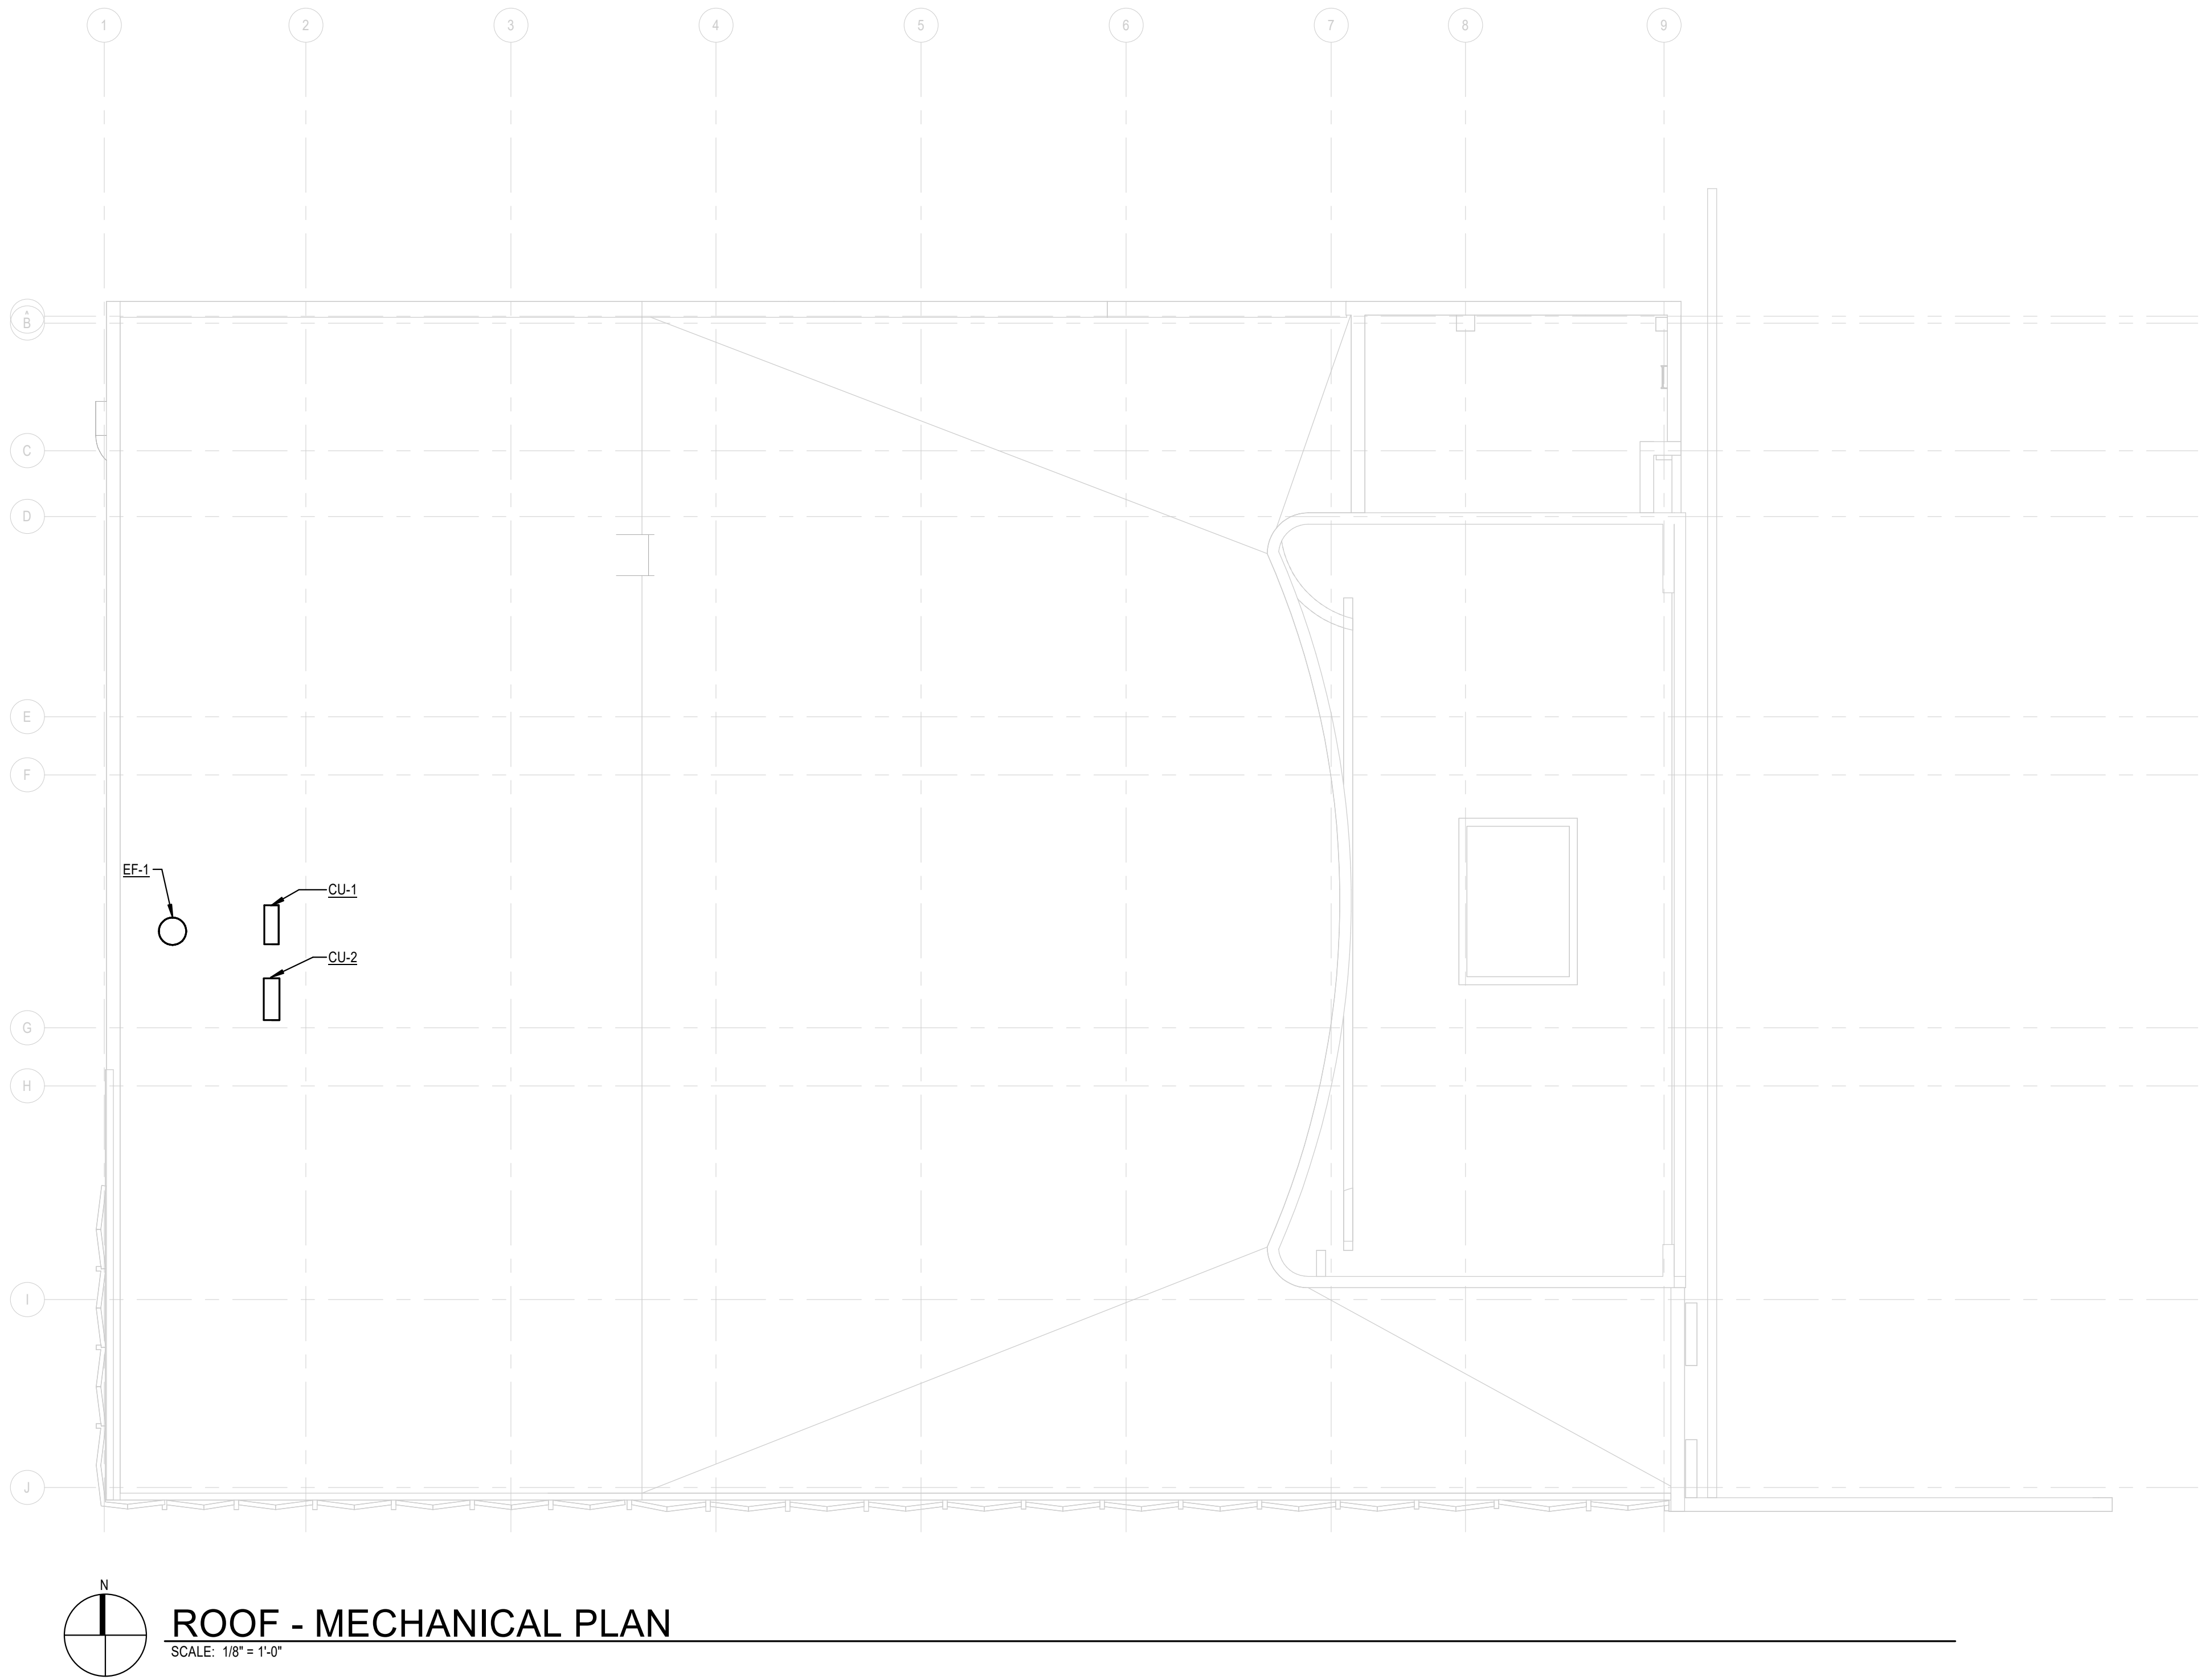 1 2 3 4 5 6 7 8 9
A
B
C
D
E
F
EF-1
CU-1
CU-2
G
H
I
J
N
ROOF - MECHANICAL PLAN
SCALE: 1/8" = 1'-0"